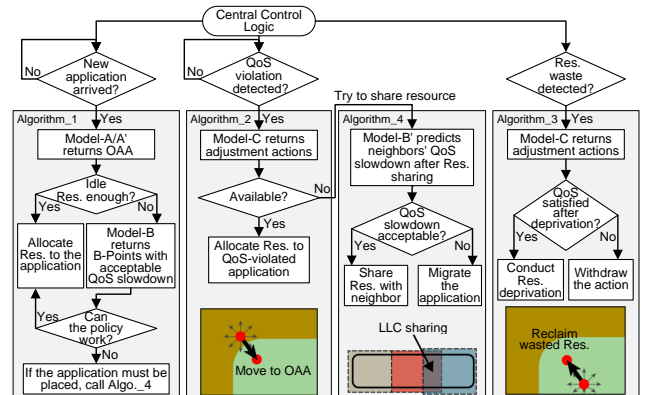 Central Control
Logic
New
application
arrived?
No
Yes
QoS
violation
detected?
No
Yes
Res.
waste
detected?
Yes
Try to share resource
Algorithm_1
Model-A/A'
returns OAA
Idle
Res. enough?
Yes
No
Allocate
Res. to the
application
Model-B
returns
B-Points with
acceptable
QoS slowdown
Can
the policy
work?
Yes
No
If the application must be
placed, call Algo._4
Algorithm_2
Model-C returns
adjustment actions
Available?
No
Yes
Allocate Res. to
QoS-violated
application
Move to OAA
Algorithm_4
Model-B' predicts
neighbors' QoS
slowdown after Res.
sharing
QoS
slowdown
acceptable?
Yes
No
Share
Res. with
neighbor
Migrate
the
application
LLC sharing
Algorithm_3
Model-C returns
adjustment actions
QoS
satisfied
after
deprivation?
Yes
No
Conduct
Res.
deprivation
Withdraw
the action
Reclaim
wasted Res.